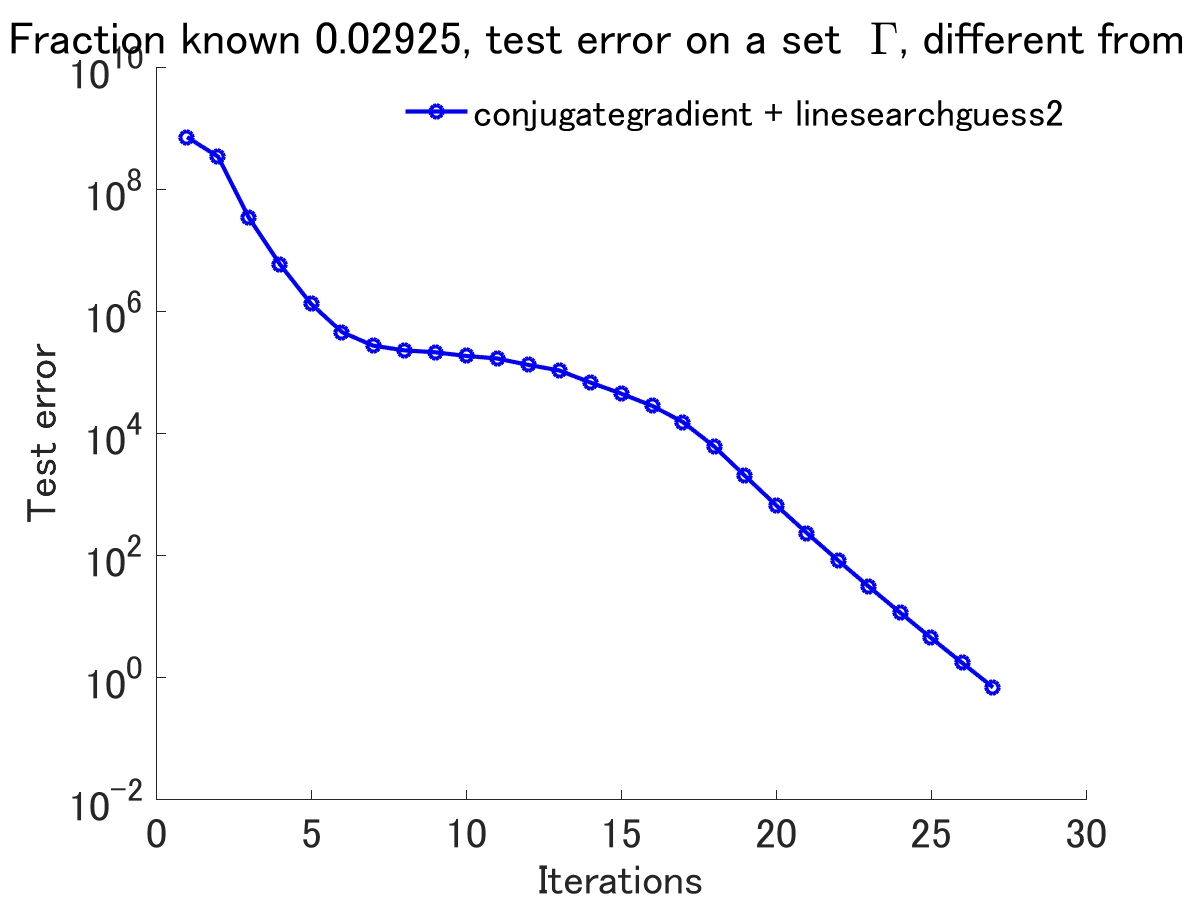 Fraction known 0.02925, test error on a set Γ, different from
conjugategradient + linesearchguess2
10^10
10^8
10^6
10^4
10^2
10^0
10^−2
Test error
0 5 10 15 20 25 30
Iterations